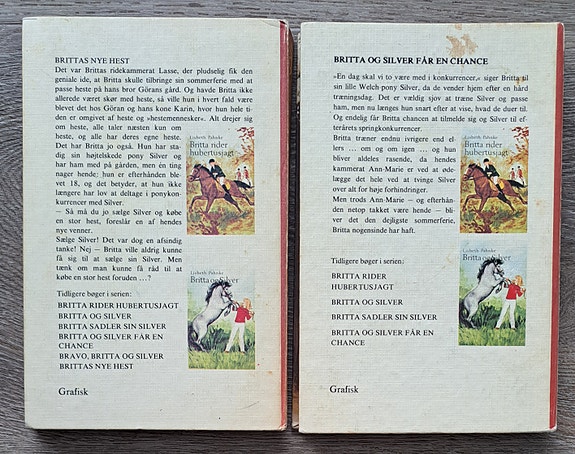 BRITTAS NYE HEST
Det var Brittas ridekammerat Lasse, der pludselig fik den
geniale ide, at Britta skulle tilbringe sin sommerferie med at
passe heste på hans bror Görans gård. Og havde Britta ikke
allerede været skør med heste, så ville hun i hvert fald være
blevet det hos Göran og hans kone Karin, hvor hun hele ti-
den er omgivet af heste og »hestemennesker«. Alt drejer sig
om heste, alle taler næsten kun om
heste, og alle har deres egne heste.
Det har Britta jo også. Hun har sta-
dig sin højtelskede pony Silver og
har ham med på gården, men én ting
nager hende; hun er efterhånden ble-
vet 18, og det betyder, at hun ikke
længere har lov at deltage i ponykon-
kurrencer med Silver.
— Så må du jo sælge Silver og købe
en stor hest, foreslår en af hendes
nye venner.
Sælge Silver! Det var dog en afsindig
tanke! Nej — Britta ville aldrig kunne
få sig til at sælge sin Silver. Men
tænk om man kunne få råd til at
købe en stor hest foruden ...?
Tidligere bøger i serien:
BRITTA RIDER HUBERTUSJAGT
BRITTA OG SILVER
BRITTA SADLER SIN SILVER
BRITTA OG SILVER FÅR EN
CHANCE
BRAVO, BRITTA OG SILVER
BRITTAS NYE HEST
Grafisk
Lisbeth Pahnke
Britta rider
hubertusjagt
Lisbeth Pahnke
Britta og Silver
BRITTA OG SILVER FÅR EN CHANCE
»En dag skal vi to være med i konkurrencer,« siger Britta til
sin lille Welch-pony Silver, da de vender hjem efter en hård
træningsdag. Det er vældig sjov at træne Silver og passe
ham, men nu længes hun snart efter at vise, hvad de duer til.
Og endelig får Britta chancen at tilmelde sig og Silver til ef-
terårets springkonkurrencer.
Britta træner endnu ivrigere end el-
lers ... om og om igen ... og hun
bliver aldeles rasende, da hendes
kammerat Ann-Marie er ved at øde-
lægge det hele ved at tvinge Silver
over alt for høje forhindringer.
Men trods Ann-Marie — og efterhån-
den netop takket være hende — bli-
ver det den dejligste sommerferie,
Britta nogensinde har haft.
Tidligere bøger i serien:
BRITTA RIDER
HUBERTUSJAGT
BRITTA OG SILVER
BRITTA SADLER SIN SILVER
BRITTA OG SILVER FÅR EN
CHANCE
Grafisk
Lisbeth Pahnke
Britta rider
hubertusjagt
Lisbeth Pahnke
Britta og Silver